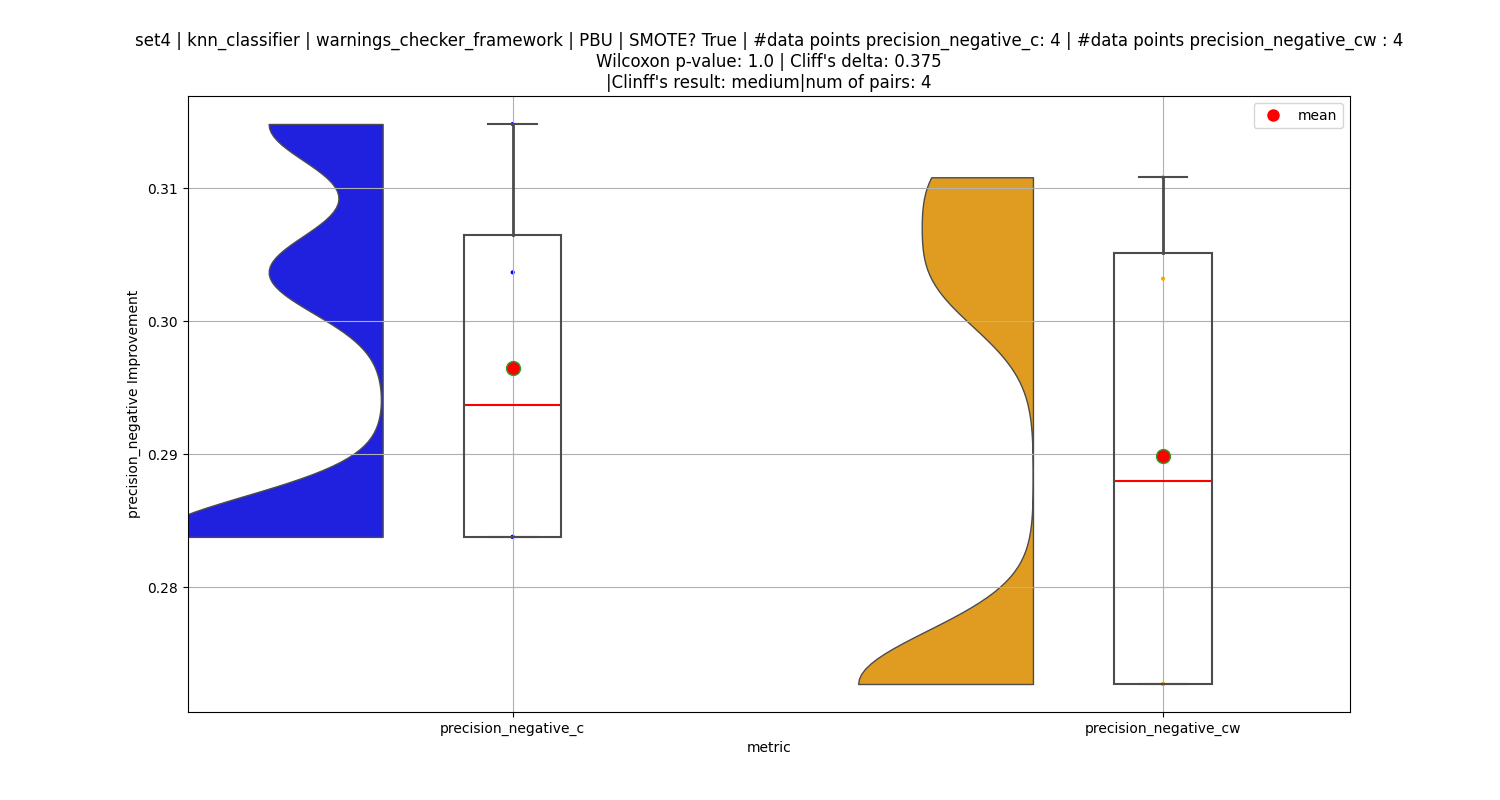 set4 | knn_classifier | warnings_checker_framework | PBU | SMOTE? True | #data points precision_negative_c: 4 | #data points precision_negative_cw : 4
Wilcoxon p-value: 1.0 | Cliff's delta: 0.375
|Clinff's result: medium|num of pairs: 4
mean
0.31
0.30
0.29
0.28
precision_negative Improvement
precision_negative_c
precision_negative_cw
metric